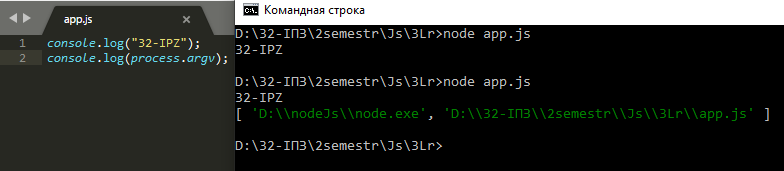 app.js
1 console.log("32-IPZ");
2 console.log(process.argv);
Командная строка
D:\32-ІПЗ\2semestr\Js\3Lr>node app.js
32-IPZ
D:\32-ІПЗ\2semestr\Js\3Lr>node app.js
32-IPZ
[ 'D:\\nodeJs\\node.exe', 'D:\\32-ІПЗ\\2semestr\\Js\\3Lr\\app.js' ]
D:\32-ІПЗ\2semestr\Js\3Lr>